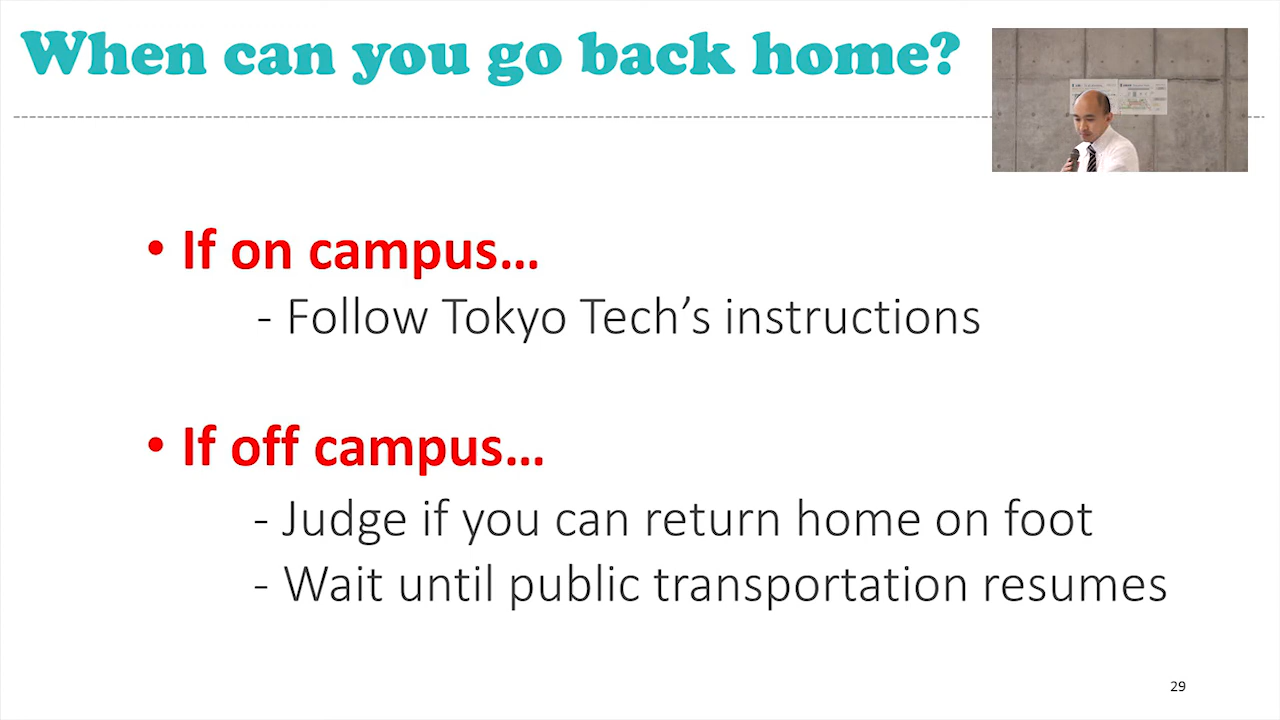 When can you go back home?
• If on campus...
- Follow Tokyo Tech’s instructions
• If off campus...
- Judge if you can return home on foot
- Wait until public transportation resumes
29